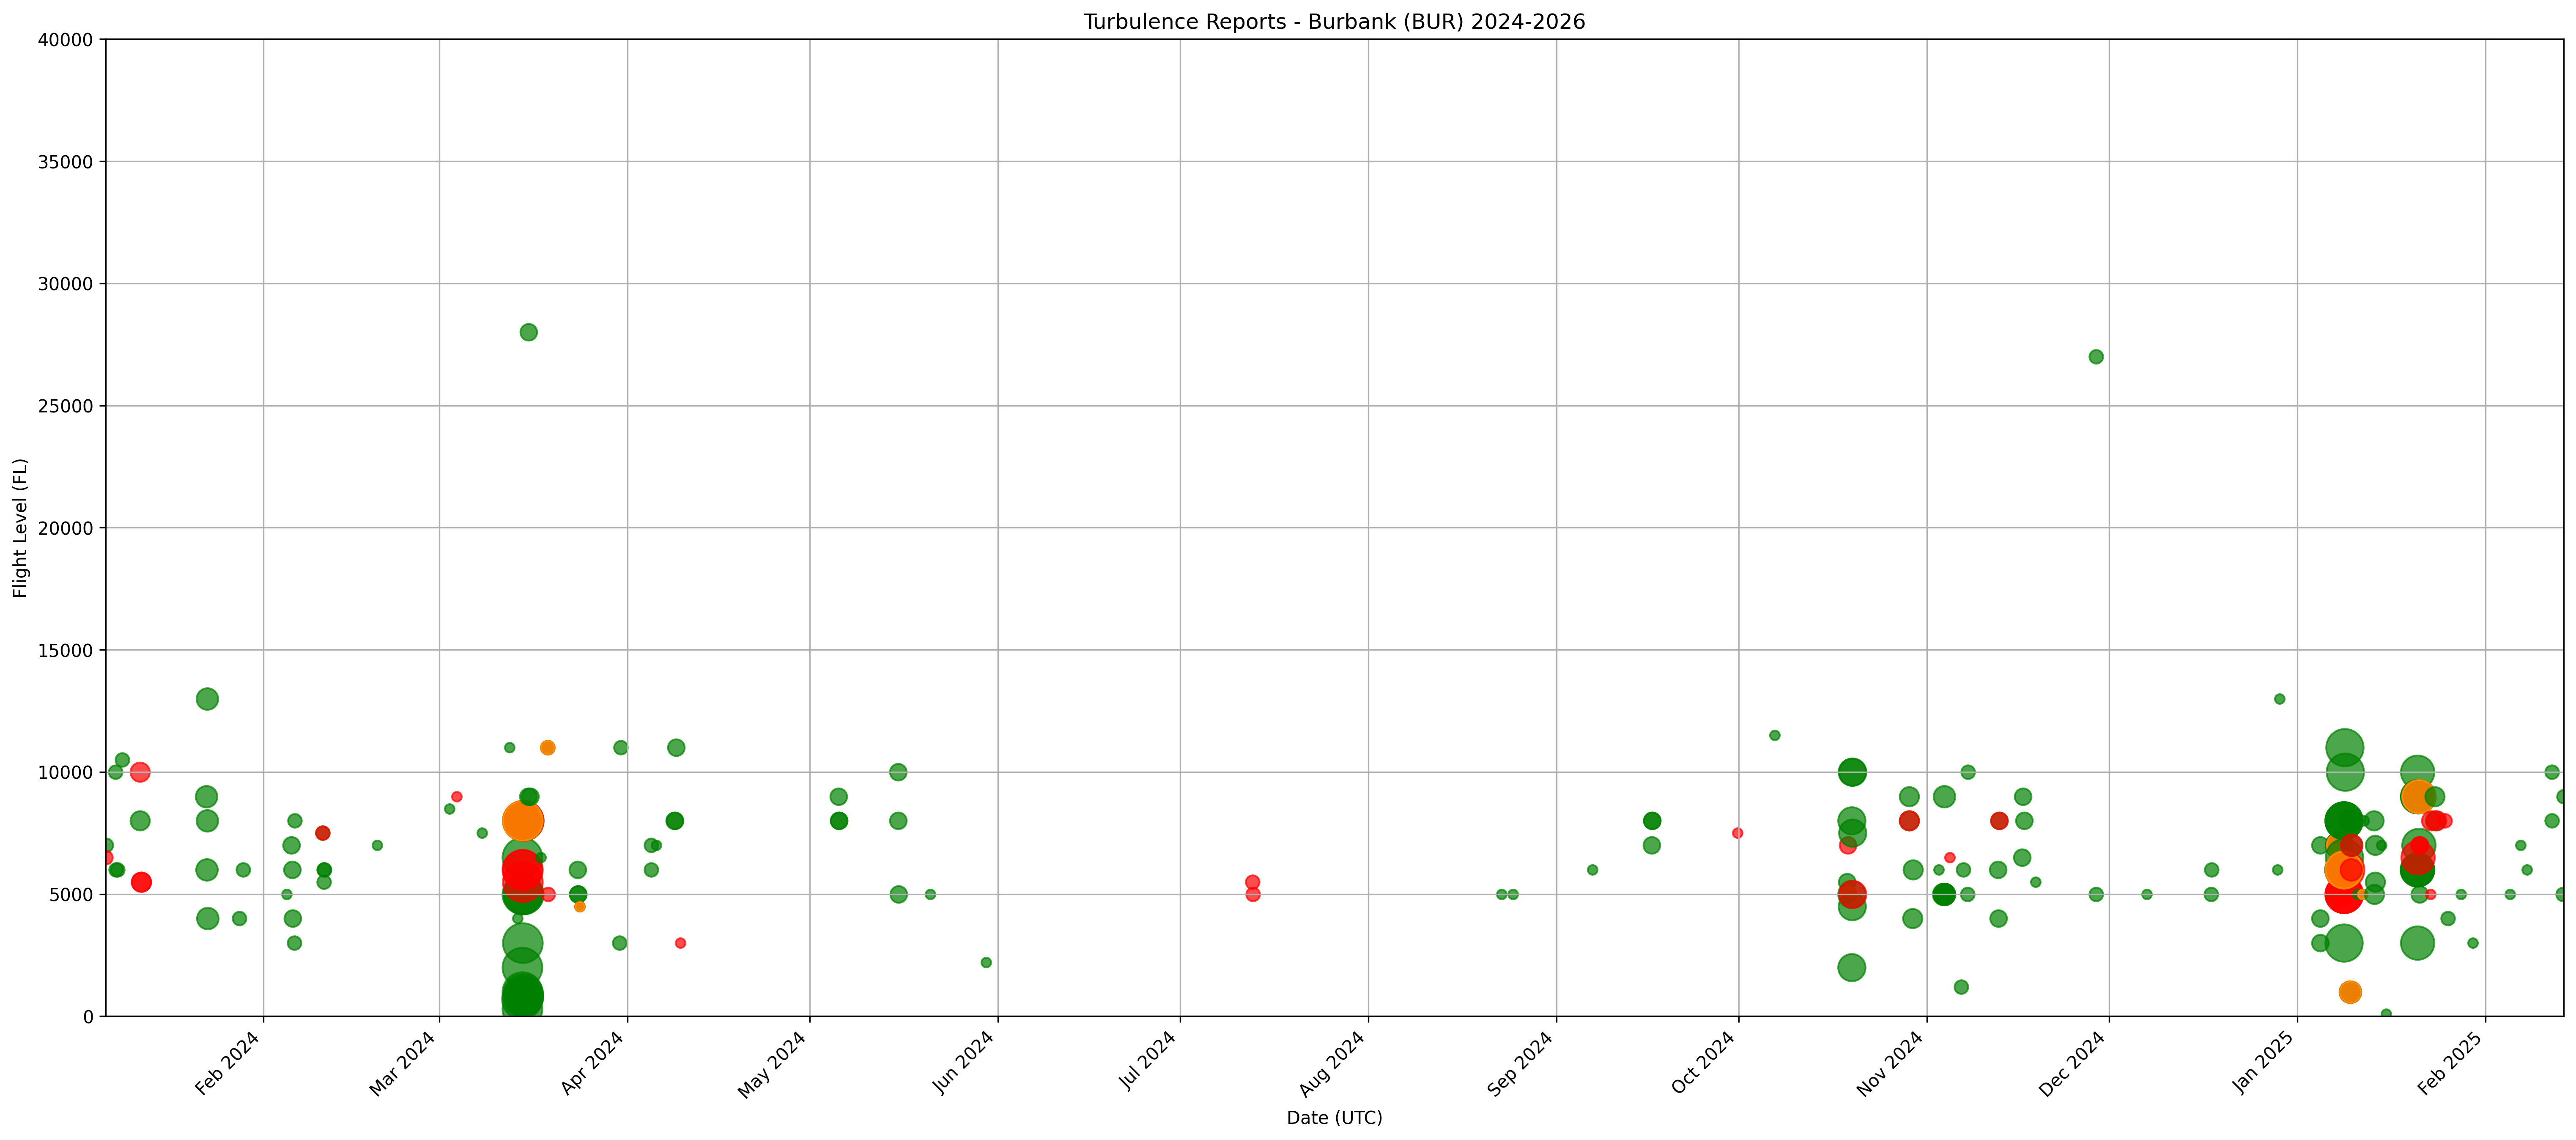 Turbulence Reports - Burbank (BUR) 2024-2026
40000
35000
30000
25000
20000
15000
10000
5000
0
Flight Level (FL)
Feb 2024
Mar 2024
Apr 2024
May 2024
Jun 2024
Jul 2024
Aug 2024
Sep 2024
Oct 2024
Nov 2024
Dec 2024
Jan 2025
Feb 2025
Date (UTC)